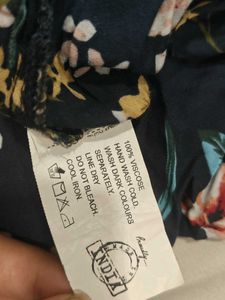 100% VISCOSE.
HAND WASH COLD.
WASH DARK COLOURS
SEPARATELY.
LINE DRY
DO NOT BLEACH.
COOL IRON
INDIA